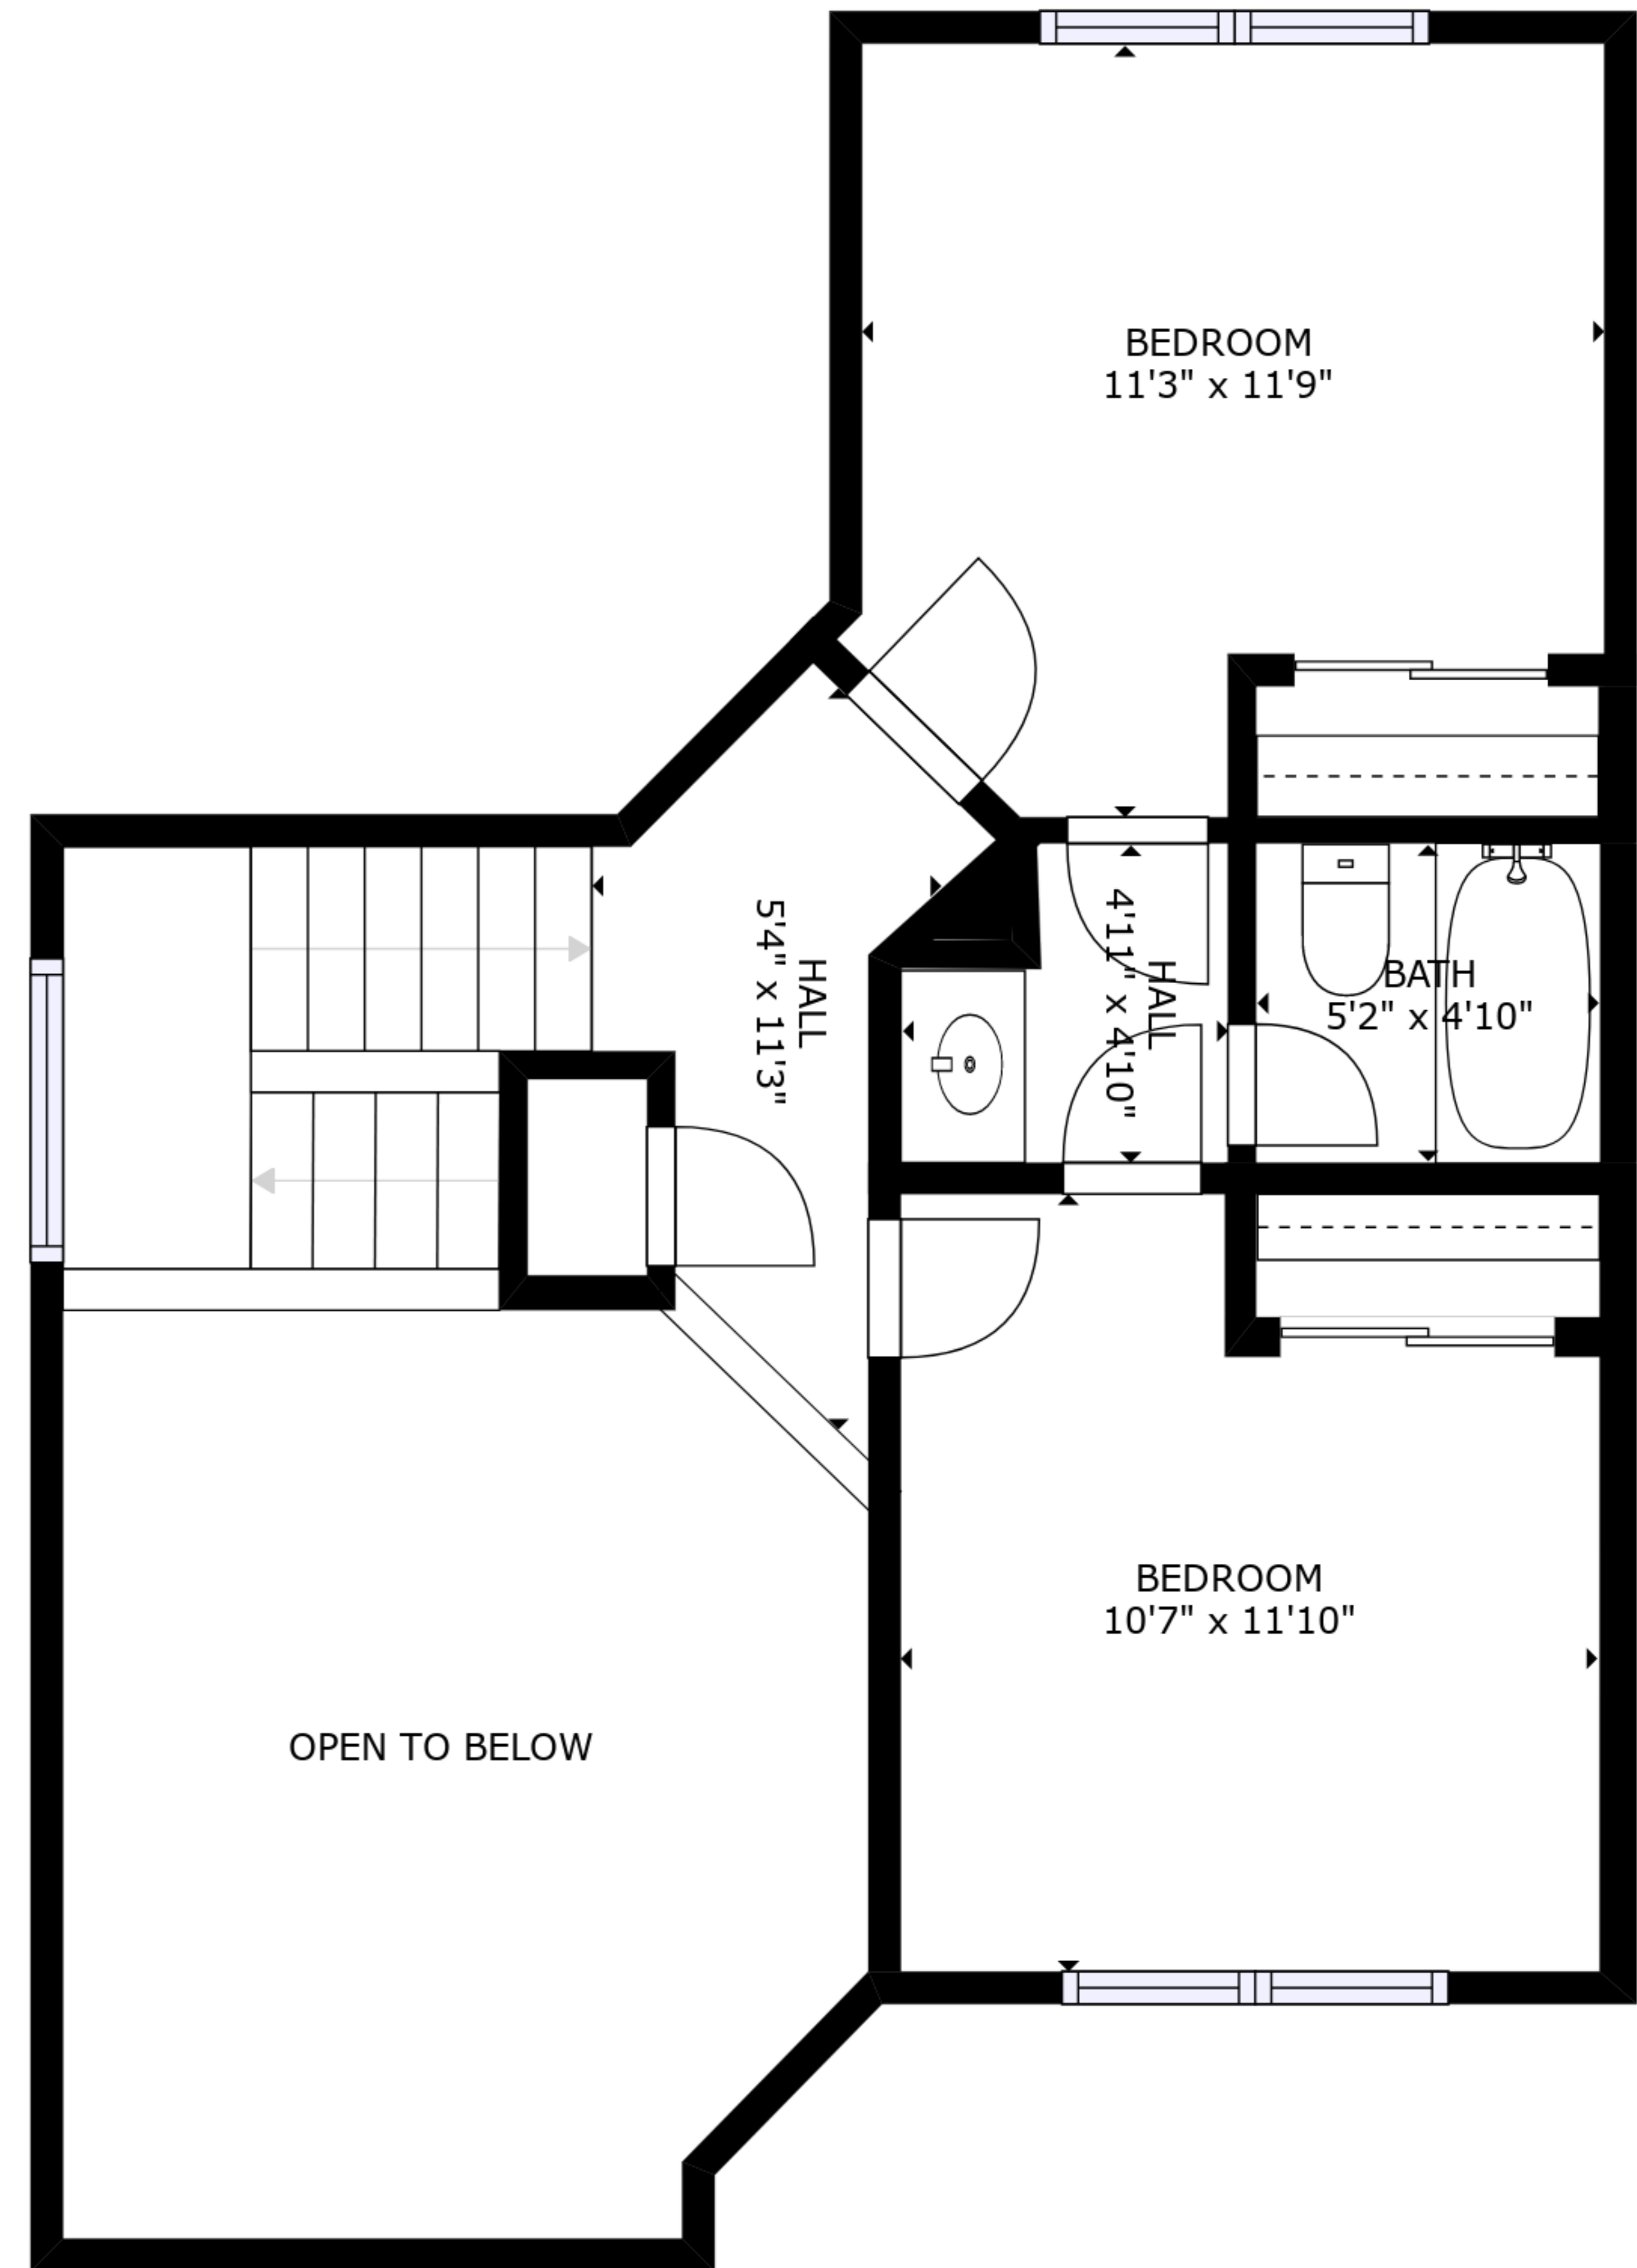 BEDROOM
11'3" x 11'9"
HALL
5'4" x 11'3"
HALL
4'11" x 4'10"
BATH
5'2" x 4'10"
BEDROOM
10'7" x 11'10"
OPEN TO BELOW